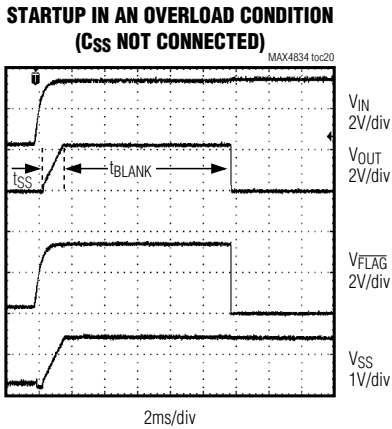 STARTUP IN AN OVERLOAD CONDITION
(CSS NOT CONNECTED)
MAX4834 toc20
VIN
2V/div
VOUT
2V/div
tSS
tBLANK
VFLAG
2V/div
VSS
1V/div
2ms/div